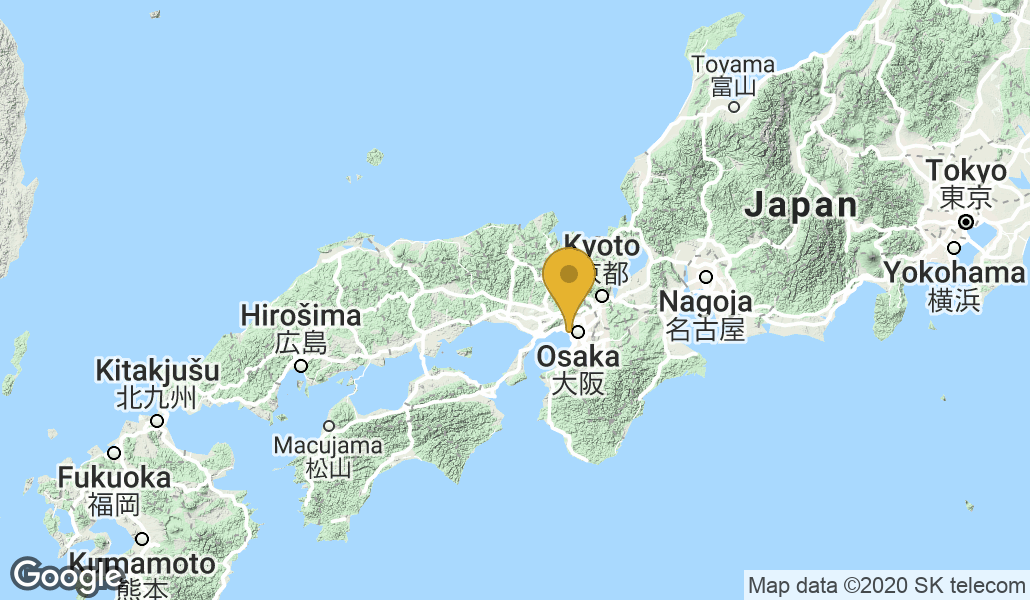 Toyama
富山
Tokyo
東京
Japan
Kyoto
京都
Yokohama
横浜
Nagoja
名古屋
Hirošima
広島
Osaka
大阪
Kitakjušu
北九州
Macujama
松山
Fukuoka
福岡
Kumamoto
熊本
Google
Map data ©2020 SK telecom